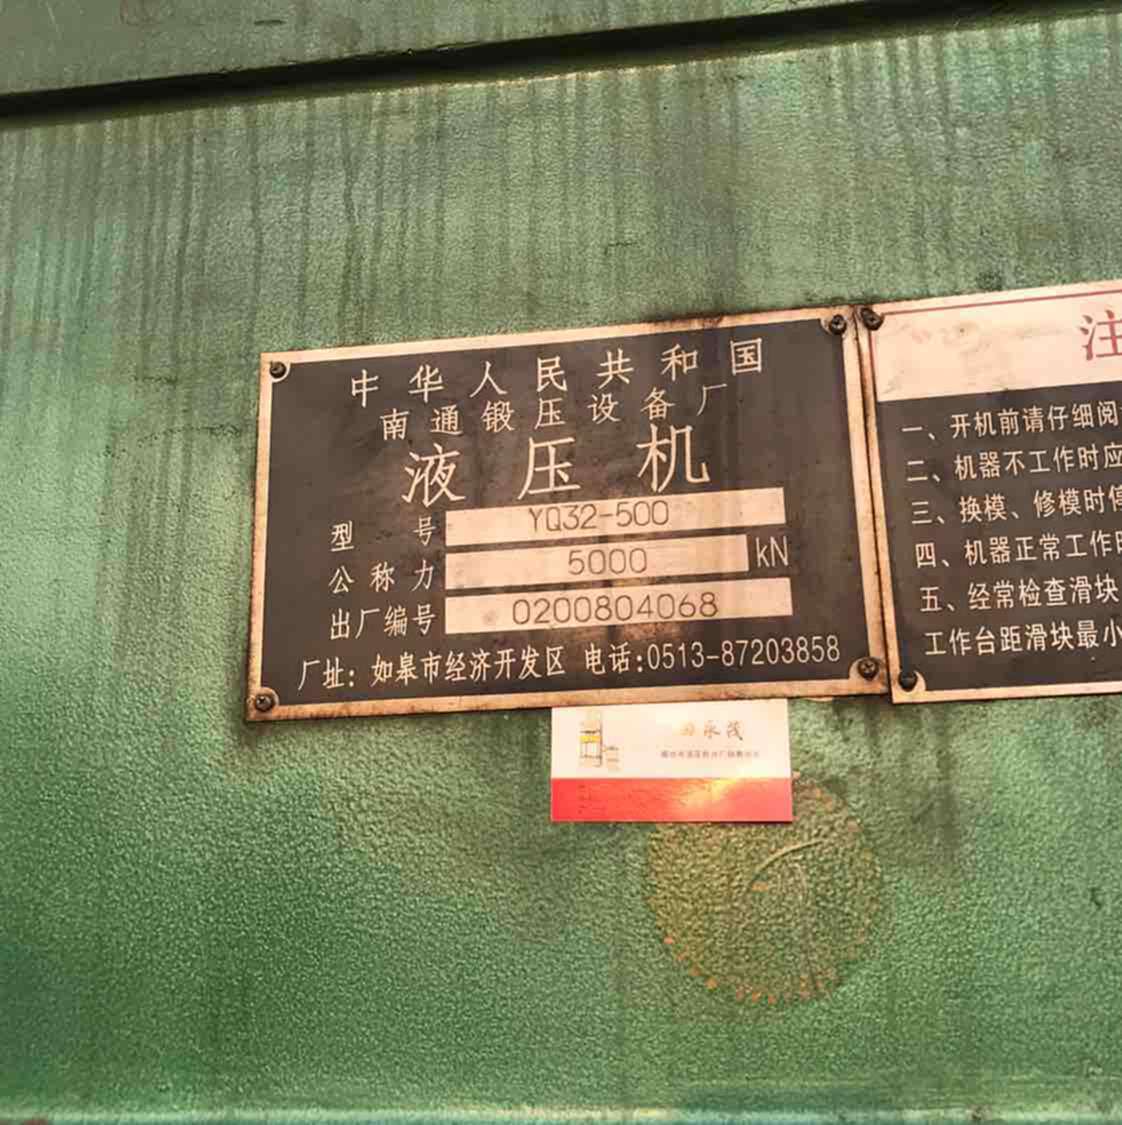 中华人民共和国
南通锻压设备厂
液压机
型号 YQ32-500
公称力 5000 kN
出厂编号 0200804068
厂址：如皋市经济开发区 电话:0513-87203858
注
一、开机前请仔细阅
二、机器不工作时应
三、换模、修模时停
四、机器正常工作时
五、经常检查滑块
工作台距滑块最小
永茂